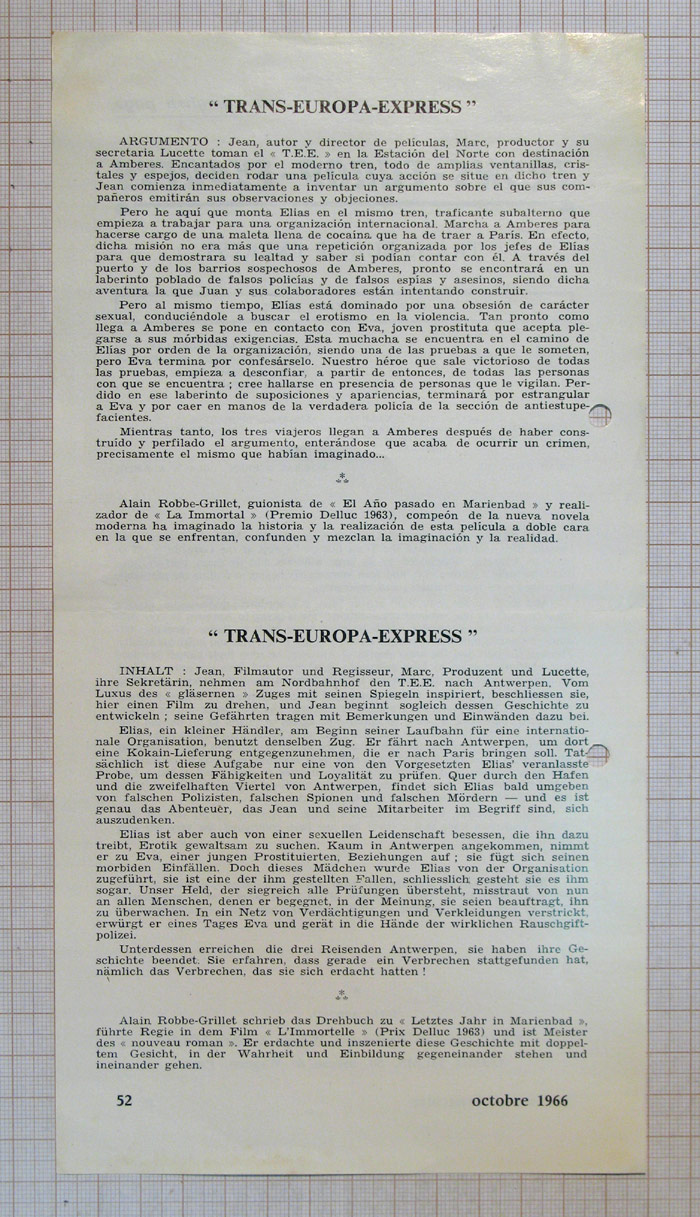 “ TRANS-EUROPA-EXPRESS ”
ARGUMENTO : Jean, autor y director de películas, Marc, productor y su
secretaria Lucette toman el « T.E.E. » en la Estación del Norte con destinación
a Amberes. Encantados por el moderno tren, todo de amplias ventanillas, cris-
tales y espejos, deciden rodar una película cuya acción se situe en dicho tren y
Jean comienza inmediatamente a inventar un argumento sobre el que sus com-
pañeros emitirán sus observaciones y objeciones.
Pero he aquí que monta Elías en el mismo tren, traficante subalterno que
empieza a trabajar para una organización internacional. Marcha a Amberes para
hacerse cargo de una maleta llena de cocaína que ha de traer a París. En efecto,
dicha misión no era más que una repetición organizada por los jefes de Elías
para que demostrara su lealtad y saber si podían contar con él. A través del
puerto y de los barrios sospechosos de Amberes, pronto se encontrará en un
laberinto poblado de falsos policías y de falsos espías y asesinos, siendo dicha
aventura la que Juan y sus colaboradores están intentando construir.
Pero al mismo tiempo, Elías está dominado por una obsesión de carácter
sexual, conduciéndole a buscar el erotismo en la violencia. Tan pronto como
llega a Amberes se pone en contacto con Eva, joven prostituta que acepta ple-
garse a sus mórbidas exigencias. Esta muchacha se encuentra en el camino de
Elías por orden de la organización, siendo una de las pruebas a que le someten,
pero Eva termina por confesárselo. Nuestro héroe que sale victorioso de todas
las pruebas, empieza a desconfiar, a partir de entonces, de todas las personas
con que se encuentra ; cree hallarse en presencia de personas que le vigilan. Per-
dido en ese laberinto de suposiciones y apariencias, terminará por estrangular
a Eva y por caer en manos de la verdadera policía de la sección de antiestupe-
facientes.
Mientras tanto, los tres viajeros llegan a Amberes después de haber cons-
truido y perfilado el argumento, enterándose que acaba de ocurrir un crimen,
precisamente el mismo que habían imaginado...
Alain Robbe-Grillet, guionista de « El Año pasado en Marienbad » y reali-
zador de « La Immortal » (Premio Delluc 1963), compeón de la nueva novela
moderna ha imaginado la historia y la realización de esta película a doble cara
en la que se enfrentan, confunden y mezclan la imaginación y la realidad.
“ TRANS-EUROPA-EXPRESS ”
INHALT : Jean, Filmautor und Regisseur, Marc, Produzent und Lucette,
ihre Sekretärin, nehmen am Nordbahnhof den T.E.E. nach Antwerpen. Vom
Luxus des « gläsernen » Zuges mit seinen Spiegeln inspiriert, beschliessen sie,
hier einen Film zu drehen, und Jean beginnt sogleich dessen Geschichte zu
entwickeln ; seine Gefährten tragen mit Bemerkungen und Einwänden dazu bei.
Elias, ein kleiner Händler, am Beginn seiner Laufbahn für eine internatio-
nale Organisation, benutzt denselben Zug. Er fährt nach Antwerpen, um dort
eine Kokain-Lieferung entgegenzunehmen, die er nach Paris bringen soll. Tat-
sächlich ist diese Aufgabe nur eine von den Vorgesetzten Elias' veranlasste
Probe, um dessen Fähigkeiten und Loyalität zu prüfen. Quer durch den Hafen
und die zweifelhaften Viertel von Antwerpen, findet sich Elias bald umgeben
von falschen Polizisten, falschen Spionen und falschen Mördern — und es ist
genau das Abenteuer, das Jean und seine Mitarbeiter im Begriff sind, sich
auszudenken.
Elias ist aber auch von einer sexuellen Leidenschaft besessen, die ihn dazu
treibt, Erotik gewaltsam zu suchen. Kaum in Antwerpen angekommen, nimmt
er zu Eva, einer jungen Prostituierten, Beziehungen auf ; sie fügt sich seinen
morbiden Einfällen. Doch dieses Mädchen wurde Elias von der Organisation
zugeführt, sie ist eine der ihm gestellten Fallen, schliesslich gesteht sie es ihm
sogar. Unser Held, der siegreich alle Prüfungen übersteht, misstraut von nun
an allen Menschen, denen er begegnet, in der Meinung, sie seien beauftragt, ihn
zu überwachen. In ein Netz von Verdächtigungen und Verkleidungen verstrickt,
erwürgt er eines Tages Eva und gerät in die Hände der wirklichen Rauschgift-
polizei.
Unterdessen erreichen die drei Reisenden Antwerpen, sie haben ihre Ge-
schichte beendet. Sie erfahren, dass gerade ein Verbrechen stattgefunden hat,
nämlich das Verbrechen, das sie sich erdacht hatten !
Alain Robbe-Grillet schrieb das Drehbuch zu « Letztes Jahr in Marienbad »,
führte Regie in dem Film « L'Immortelle » (Prix Delluc 1963) und ist Meister
des « nouveau roman ». Er erdachte und inszenierte diese Geschichte mit doppel-
tem Gesicht, in der Wahrheit und Einbildung gegeneinander stehen und
ineinander gehen.
52 octobre 1966